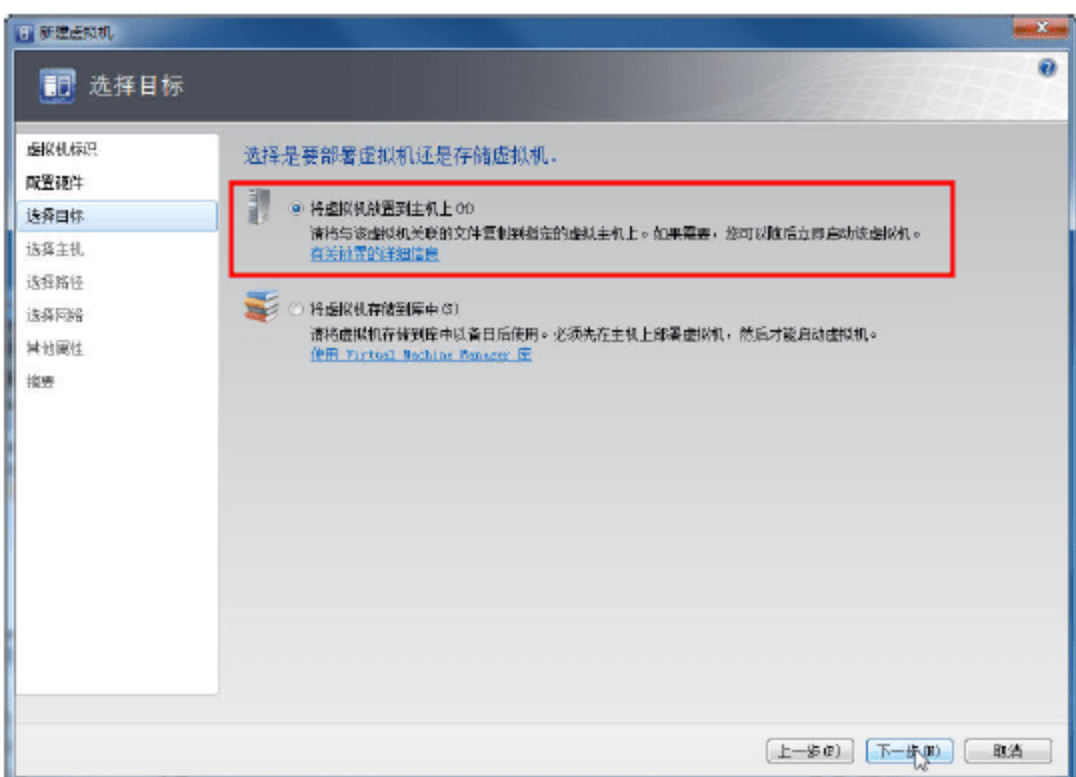 新建虚拟机
选择目标
虚拟机标识
配置硬件
选择目标
选择主机
选择路径
选择网络
其他属性
摘要
选择是要部署虚拟机还是存储虚拟机。
将虚拟机放置到主机上(H)
请将与该虚拟机关联的文件复制到指定的虚拟主机上。如果需要，您可以随后立即启动该虚拟机。
有关放置的详细信息
将虚拟机存储到库中(S)
请将虚拟机存储到库中以备日后使用。必须先在主机上部署虚拟机，然后才能启动虚拟机。
使用 Virtual Machine Manager 库
上一步(P)
下一步(N)
取消